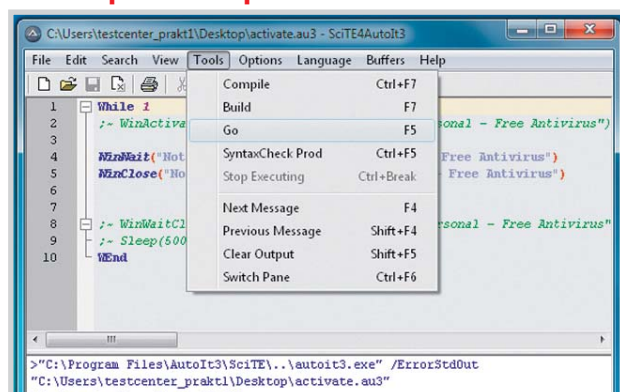 C:\Users\testcenter_prakt1\Desktop\activate.au3 - SciTE4AutoIt3
File Edit Search View Tools Options Language Buffers Help
Compile Ctrl+F7
Build F7
Go F5
SyntaxCheck Prod Ctrl+F5
Stop Executing Ctrl+Break
Next Message F4
Previous Message Shift+F4
Clear Output Shift+F5
Switch Pane Ctrl+F6
1 While 1
2 ;~ - Free Antivirus")
3
4 WinWait("Not Free Antivirus")
5 WinClose("No - Free Antivirus")
6
7
8 ;~ - Free Antivirus"
9 ;~ Sleep(500
10 WEnd
>"C:\Program Files\AutoIt3\SciTE\..\autoit3.exe" /ErrorStdOut
"C:\Users\testcenter_prakt1\Desktop\activate.au3"